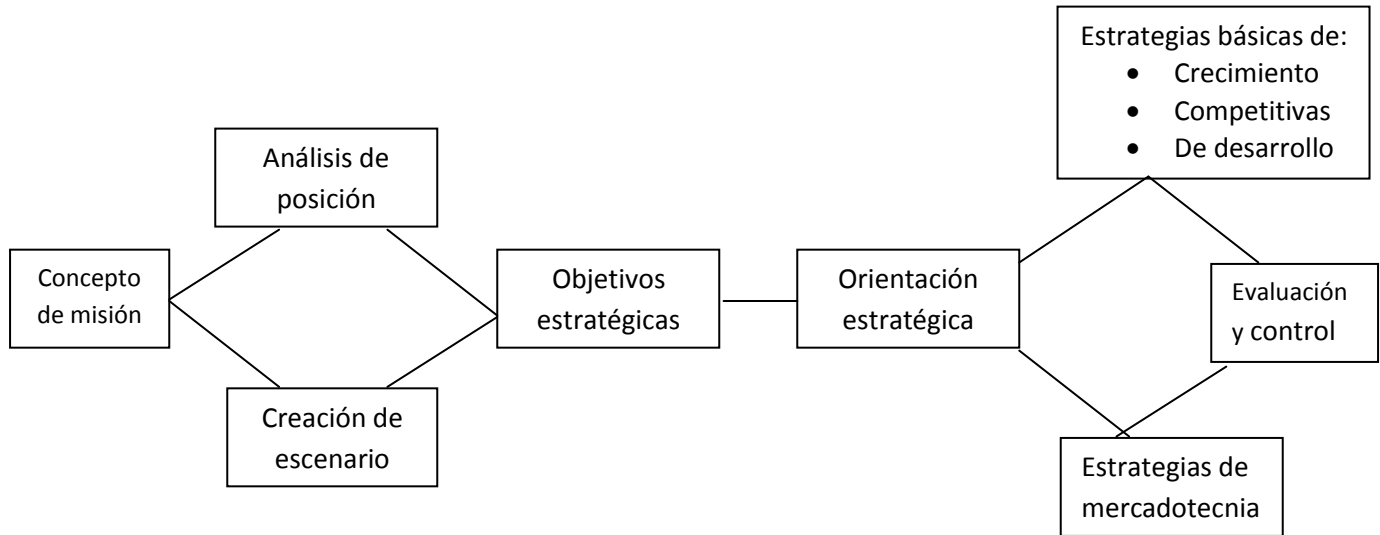 Concepto
de misión
Análisis de
posición
Creación de
escenario
Objetivos
estratégicas
Orientación
estratégica
Estrategias básicas de:
• Crecimiento
• Competitivas
• De desarrollo
Evaluación
y control
Estrategias de
mercadotecnia